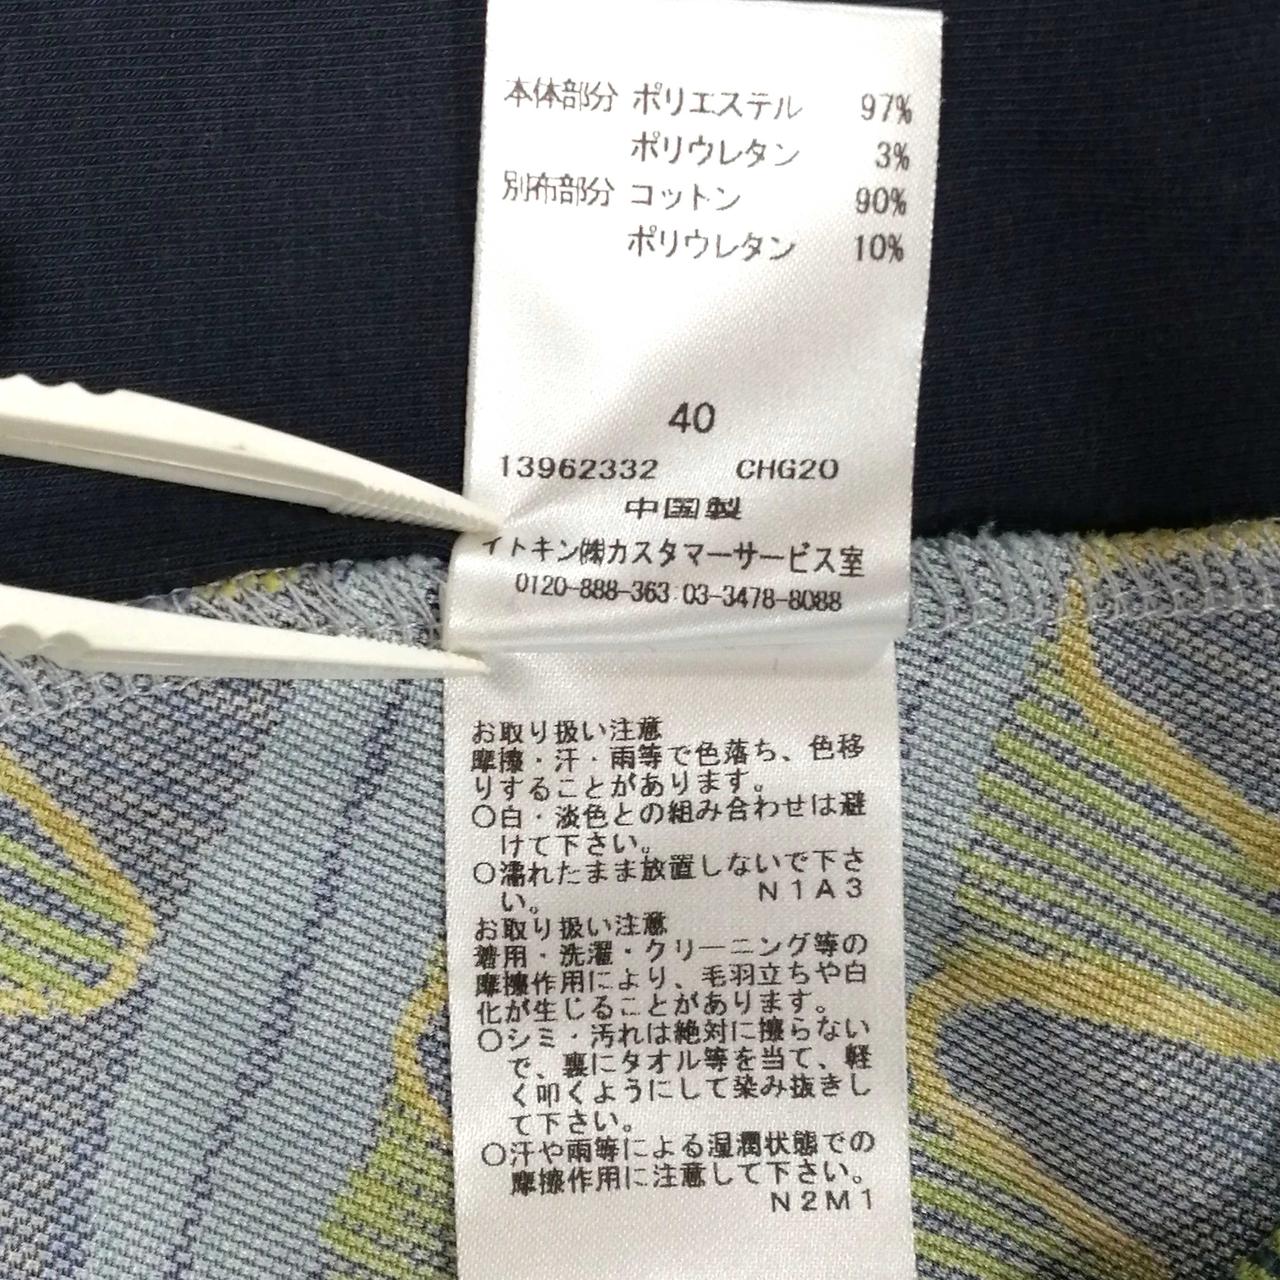 本体部分 ポリエステル 97%
ポリウレタン 3%
別布部分 コットン 90%
ポリウレタン 10%
40
13962332 CHG20
中国製
イトキン㈱カスタマーサービス室
0120-888-363 03-3478-8088
お取り扱い注意
摩擦・汗・雨等で色落ち、色移
りすることがあります。
○白・淡色との組み合わせは避
けて下さい。
○濡れたまま放置しないで下さ
い。 N1A3
お取り扱い注意
着用・洗濯・クリーニング等の
摩擦作用により、毛羽立ちや白
化が生じることがあります。
○シミ・汚れは絶対に擦らない
で、裏にタオル等を当て、軽
く叩くようにして染み抜きし
て下さい。
○汗や雨等による湿潤状態での
摩擦作用に注意して下さい。
N2M1